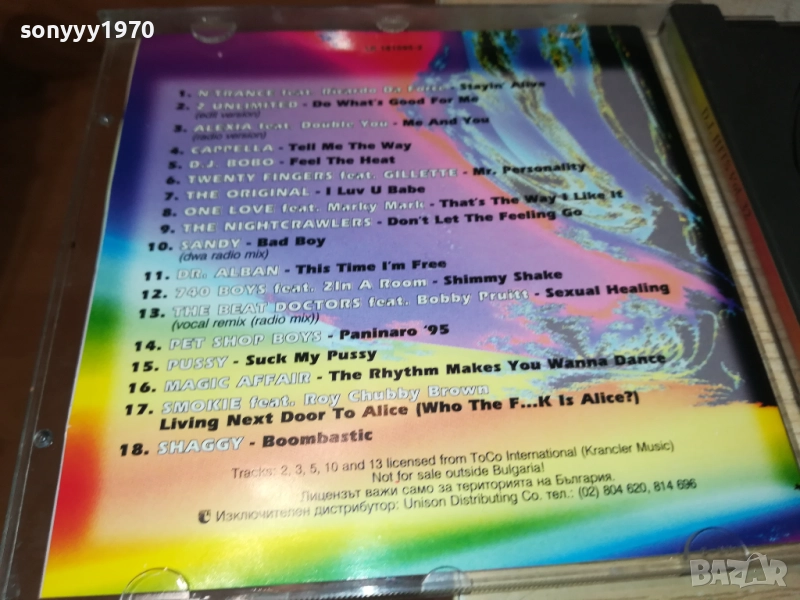 sonyyy1970
1. N-TRANCE feat. Ricardo Da Force - Stayin' Alive
2. 2 UNLIMITED - Do What's Good For Me
(edit version)
3. ALEXIA feat. Double You - Me And You
(radio version)
4. CAPPELLA - Tell Me The Way
5. D.J. BOBO - Feel The Heat
6. TWENTY FINGERS feat. GILLETTE - Mr. Personality
7. THE ORIGINAL - I Luv U Babe
8. ONE LOVE feat. Marky Mark - That's The Way I Like It
9. THE NIGHTCRAWLERS - Don't Let The Feeling Go
10. SANDY - Bad Boy
(dwa radio mix)
11. DR. ALBAN - This Time I'm Free
12. 740 BOYS feat. 2In A Room - Shimmy Shake
13. THE BEAT DOCTORS feat. Bobby Pruitt - Sexual Healing
(vocal remix (radio mix))
14. PET SHOP BOYS - Paninaro '95
15. PUSSY - Suck My Pussy
16. MAGIC AFFAIR - The Rhythm Makes You Wanna Dance
17. SMOKIE feat. Roy Chubby Brown
Living Next Door To Alice (Who The F...K Is Alice?)
18. SHAGGY - Boombastic
Tracks: 2, 3, 5, 10 and 13 licensed from ToCo International (Krancler Music)
Not for sale outside Bulgaria!
Лицензът важи само за територията на България.
Изключителен дистрибутор: Unison Distributing Co. тел.: (02) 804 620, 814 696
BAZAR
bg